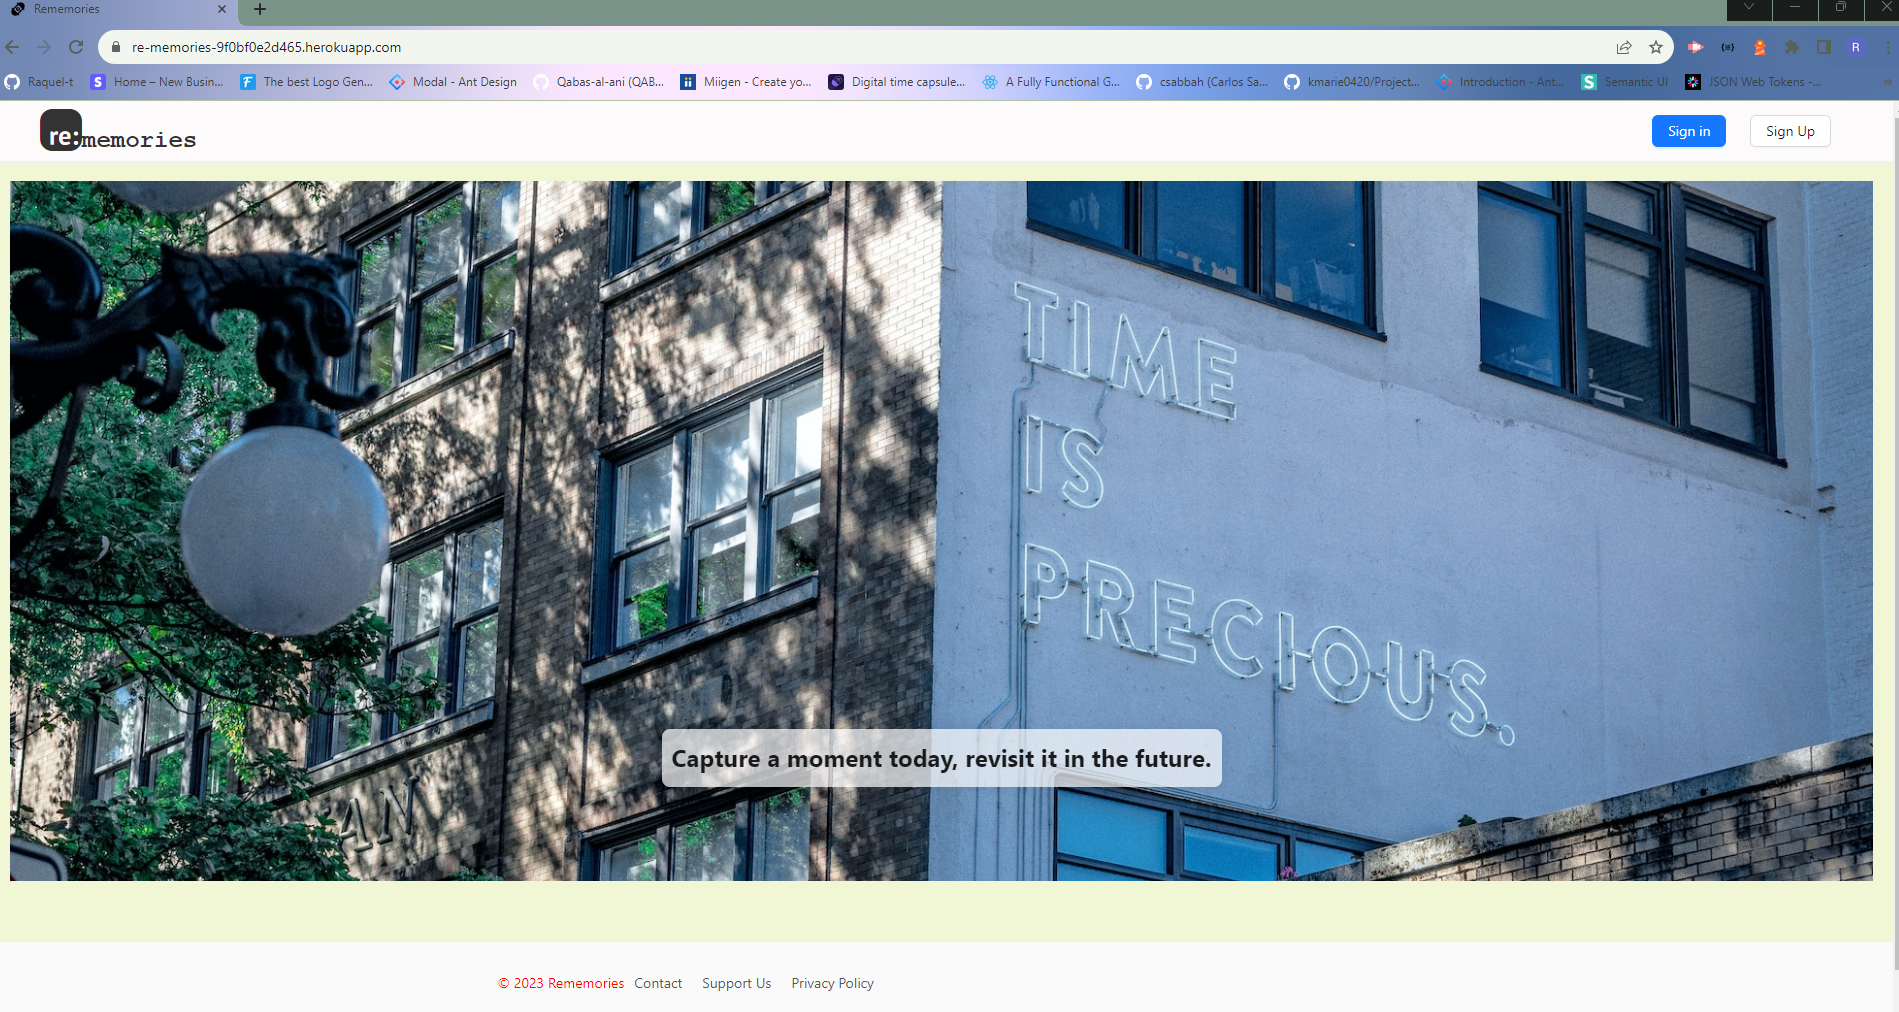 Rememories
re-memories-9f0bf0e2d465.herokuapp.com
R
Raquel-t
Home – New Busin...
The best Logo Gen...
Modal - Ant Design
Qabas-al-ani (QAB...
Miigen - Create yo...
Digital time capsule...
A Fully Functional G...
csabbah (Carlos Sa...
kmarie0420/Project...
Introduction - Ant...
Semantic UI
JSON Web Tokens -...
re:memories
Sign in
Sign Up
TIME
IS
PRECIOUS.
Capture a moment today, revisit it in the future.
AN
© 2023 Rememories
Contact
Support Us
Privacy Policy